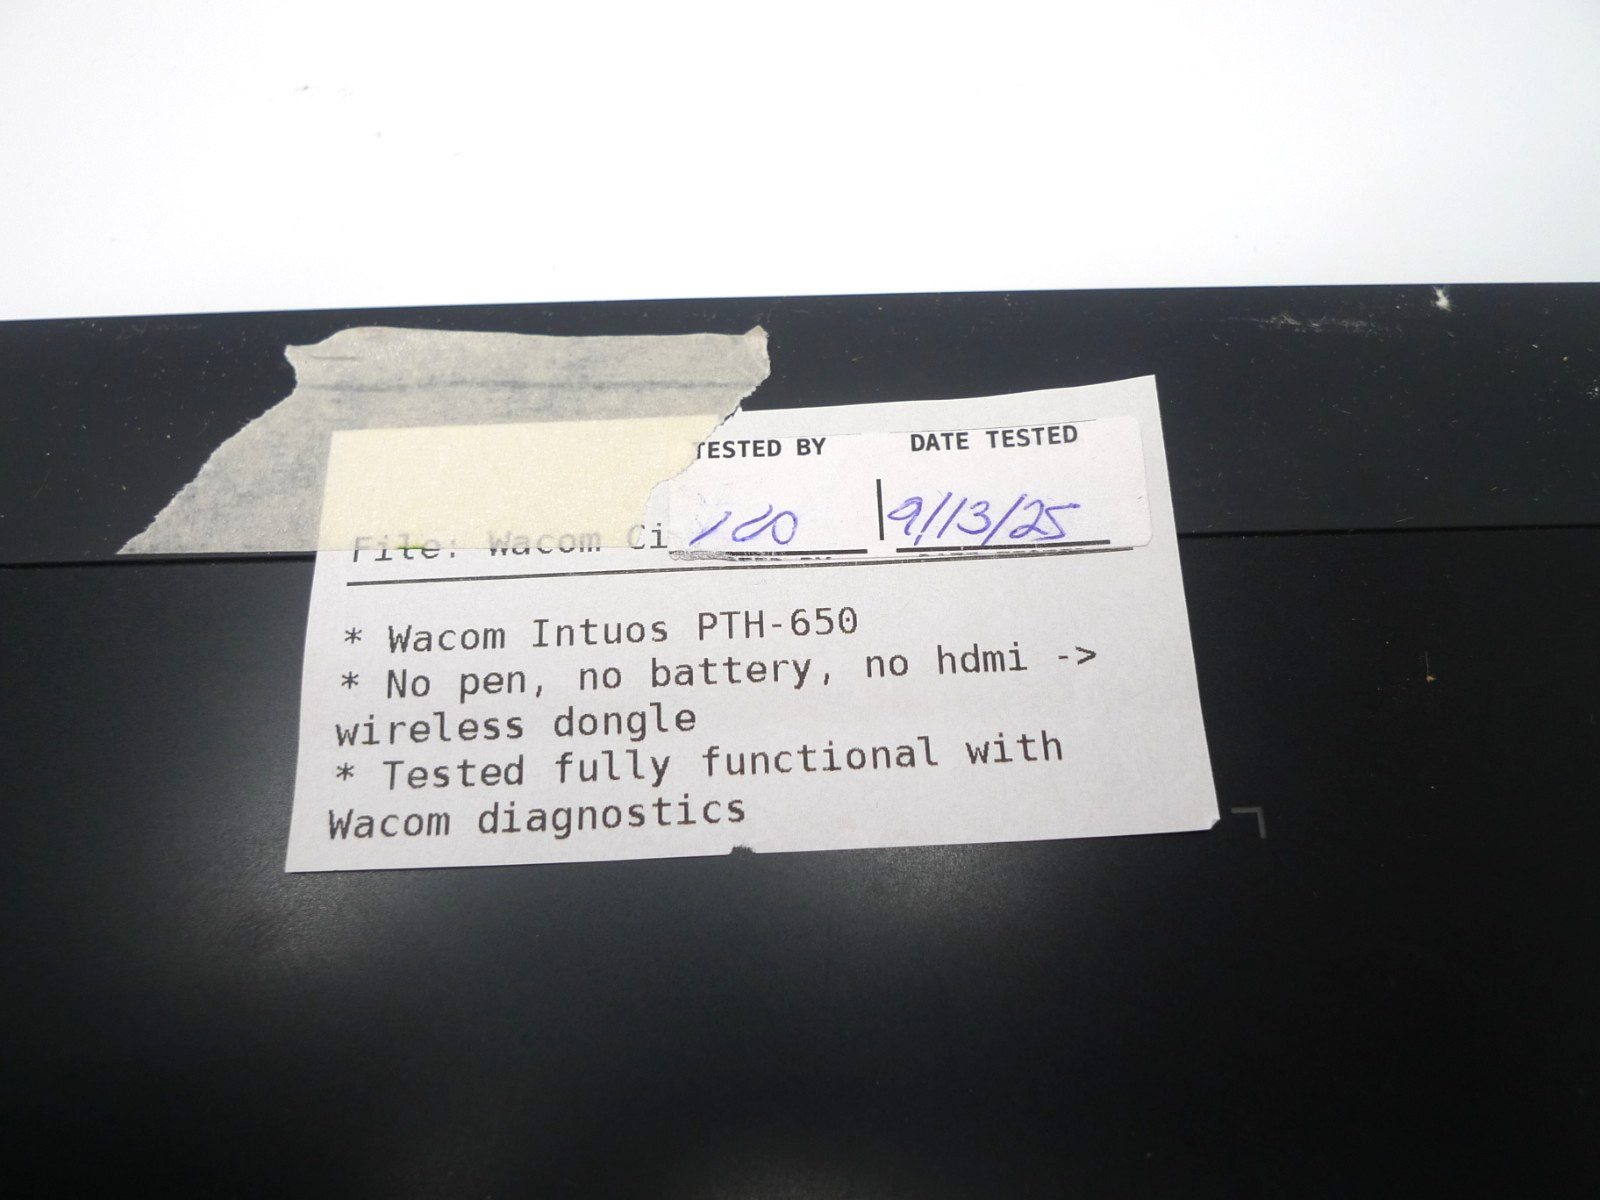 TESTED BY DATE TESTED
9/13/25
File: Wacom Ci
* Wacom Intuos PTH-650
* No pen, no battery, no hdmi ->
wireless dongle
* Tested fully functional with
Wacom diagnostics